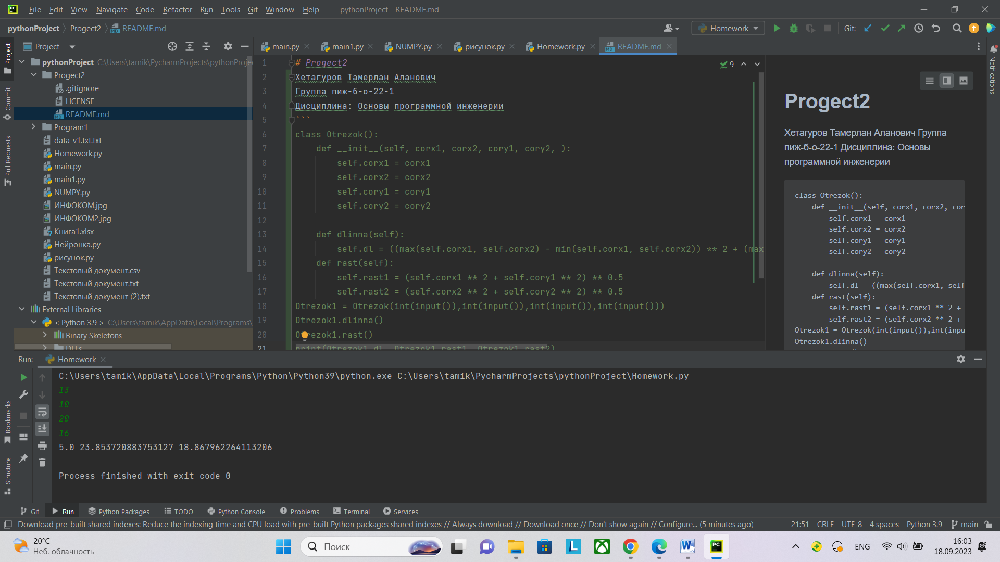 File Edit View Navigate Code Refactor Run Tools Git Window Help pythonProject - README.md
pythonProject Progect2 README.md Homework Git:
Project
main.py main1.py NUMPY.py рисунок.py Homework.py README.md
Project
Commit
Pull Requests
Bookmarks
Structure
Notifications
pythonProject C:\Users\tamik\PycharmProjects\pythonProjec
Progect2
.gitignore
LICENSE
README.md
Program1
data_v1.txt.txt
Homework.py
main.py
main1.py
NUMPY.py
ИНФОКОМ.jpg
ИНФОКОМ2.jpg
Книга1.xlsx
Нейронка.py
рисунок.py
Текстовый документ.csv
Текстовый документ.txt
Текстовый документ (2).txt
External Libraries
< Python 3.9 > C:\Users\tamik\AppData\Local\Programs\
Binary Skeletons
DLLs
9
1 # Progect2
2 Хетагуров Тамерлан Аланович
3 Группа пиж-б-о-22-1
4 Дисциплина: Основы программной инженерии
5 ```
6 class Otrezok():
7 def __init__(self, corx1, corx2, cory1, cory2, ):
8 self.corx1 = corx1
9 self.corx2 = corx2
10 self.cory1 = cory1
11 self.cory2 = cory2
12
13 def dlinna(self):
14 self.dl = ((max(self.corx1, self.corx2) - min(self.corx1, self.corx2)) ** 2 + (max
15 def rast(self):
16 self.rast1 = (self.corx1 ** 2 + self.cory1 ** 2) ** 0.5
17 self.rast2 = (self.corx2 ** 2 + self.cory2 ** 2) ** 0.5
18 Otrezok1 = Otrezok(int(input()),int(input()),int(input()),int(input()))
19 Otrezok1.dlinna()
20 Otrezok1.rast()
21 print(Otrezok1.dl, Otrezok1.rast1, Otrezok1.rast2)
Progect2
Хетагуров Тамерлан Аланович Группа
пиж-б-о-22-1 Дисциплина: Основы
программной инженерии
class Otrezok():
def __init__(self, corx1, corx2, cor
self.corx1 = corx1
self.corx2 = corx2
self.cory1 = cory1
self.cory2 = cory2
def dlinna(self):
self.dl = ((max(self.corx1, self
def rast(self):
self.rast1 = (self.corx1 ** 2 +
self.rast2 = (self.corx2 ** 2 +
Otrezok1 = Otrezok(int(input()),int(inpu
Otrezok1.dlinna()
Run: Homework
C:\Users\tamik\AppData\Local\Programs\Python\Python39\python.exe C:\Users\tamik\PycharmProjects\pythonProject\Homework.py
13
10
20
16
5.0 23.853720883753127 18.867962264113206
Process finished with exit code 0
Git Run Python Packages TODO Python Console Problems Terminal Services
Download pre-built shared indexes: Reduce the indexing time and CPU load with pre-built Python packages shared indexes // Always download // Download once // Don't show again // Configure... (5 minutes ago) 21:51 CRLF UTF-8 4 spaces Python 3.9 main
20°C
Неб. облачность
Поиск
ENG
16:03
18.09.2023